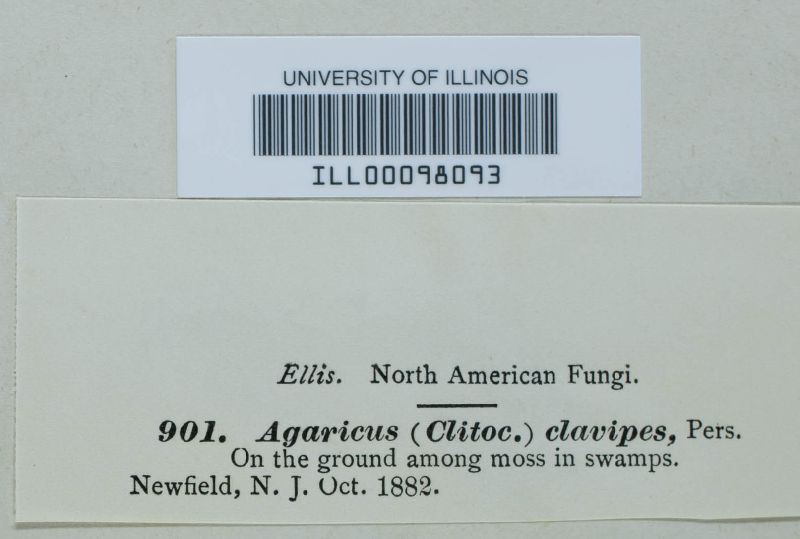 UNIVERSITY OF ILLINOIS
ILL00098093
Ellis. North American Fungi.
901. Agaricus (Clitoc.) clavipes, Pers.
On the ground among moss in swamps.
Newfield, N. J. Oct. 1882.